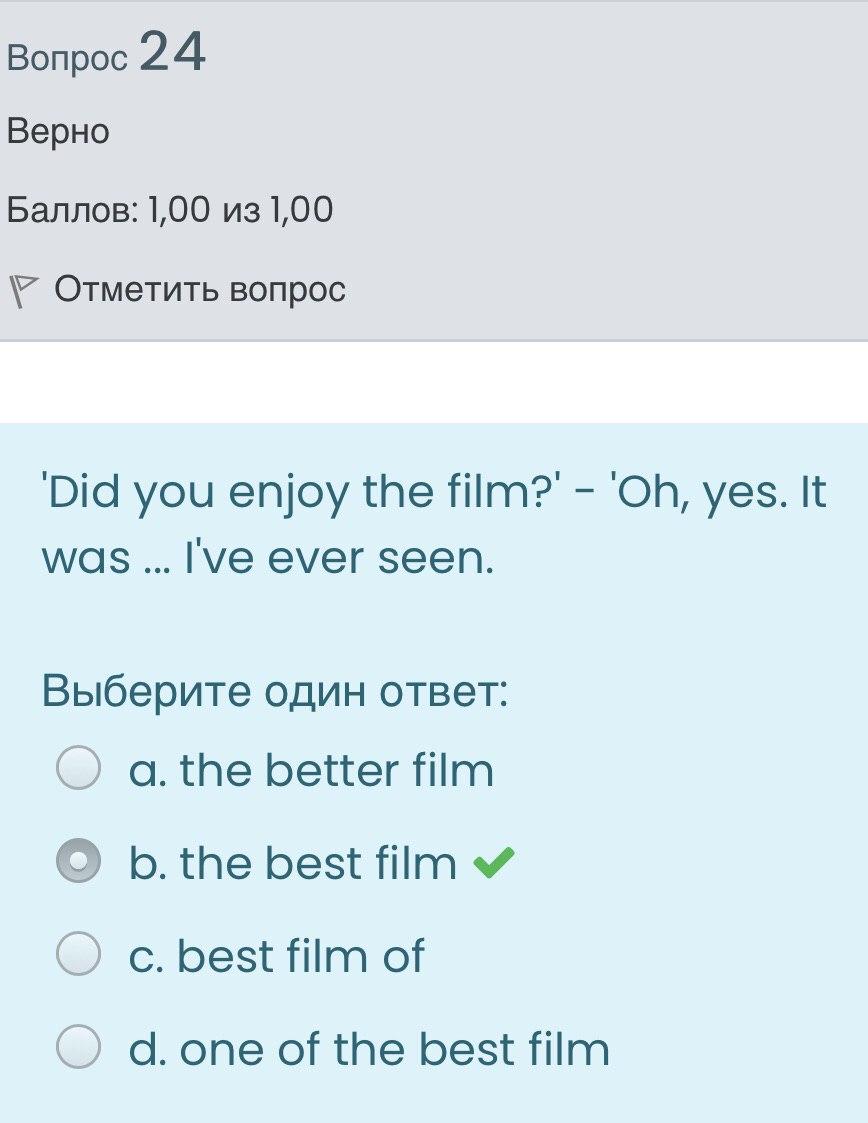 Вопрос 24
Верно
Баллов: 1,00 из 1,00
Отметить вопрос
'Did you enjoy the film?' - 'Oh, yes. It
was ... I've ever seen.
Выберите один ответ:
a. the better film
b. the best film
c. best film of
d. one of the best film